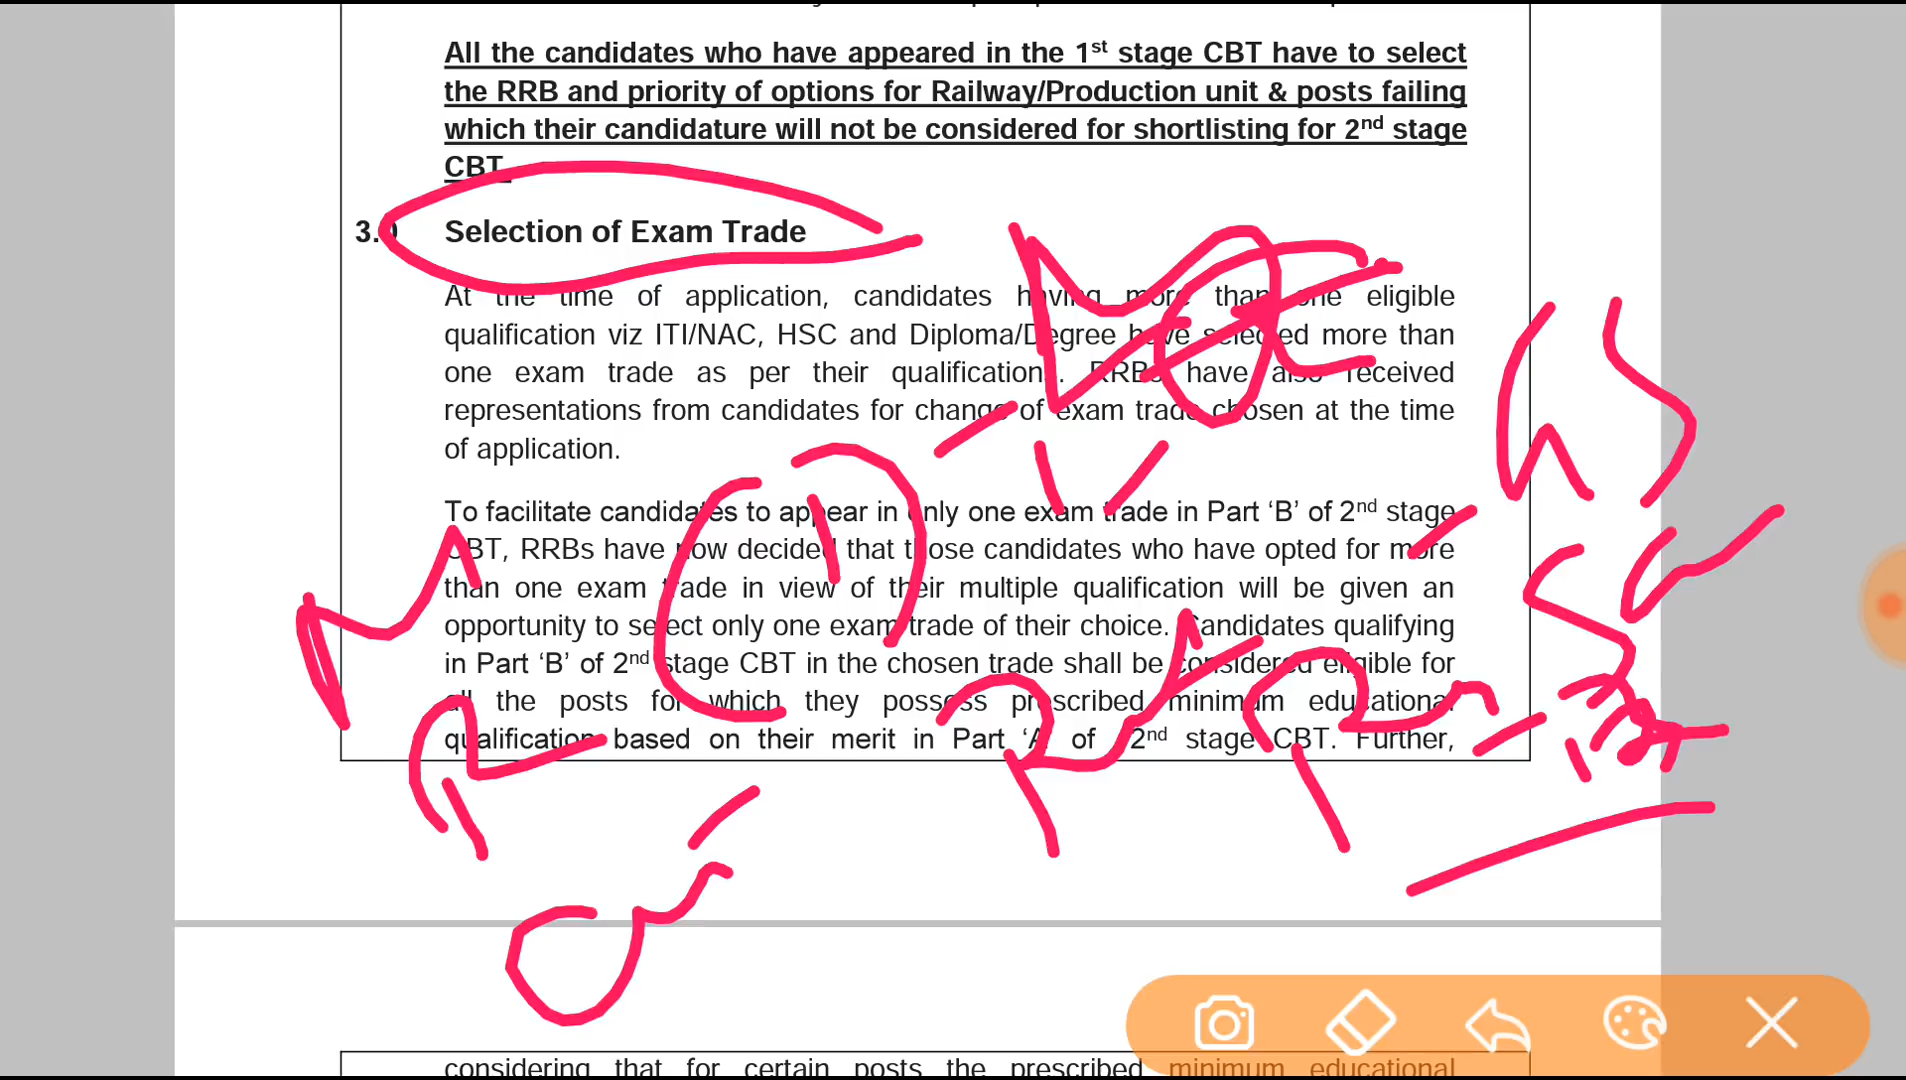 All the candidates who have appeared in the 1st stage CBT have to select
the RRB and priority of options for Railway/Production unit & posts failing
which their candidature will not be considered for shortlisting for 2nd stage
CBT.
3.0 Selection of Exam Trade
At the time of application, candidates having more than one eligible
qualification viz ITI/NAC, HSC and Diploma/Degree have selected more than
one exam trade as per their qualifications. RRBs have also received
representations from candidates for change of exam trade chosen at the time
of application.
To facilitate candidates to appear in only one exam trade in Part ‘B’ of 2nd stage
CBT, RRBs have now decided that those candidates who have opted for more
than one exam trade in view of their multiple qualification will be given an
opportunity to select only one exam trade of their choice. Candidates qualifying
in Part ‘B’ of 2nd stage CBT in the chosen trade shall be considered eligible for
all the posts for which they possess prescribed minimum educational
qualification based on their merit in Part ‘A’ of 2nd stage CBT. Further,
considering that for certain posts the prescribed minimum educational